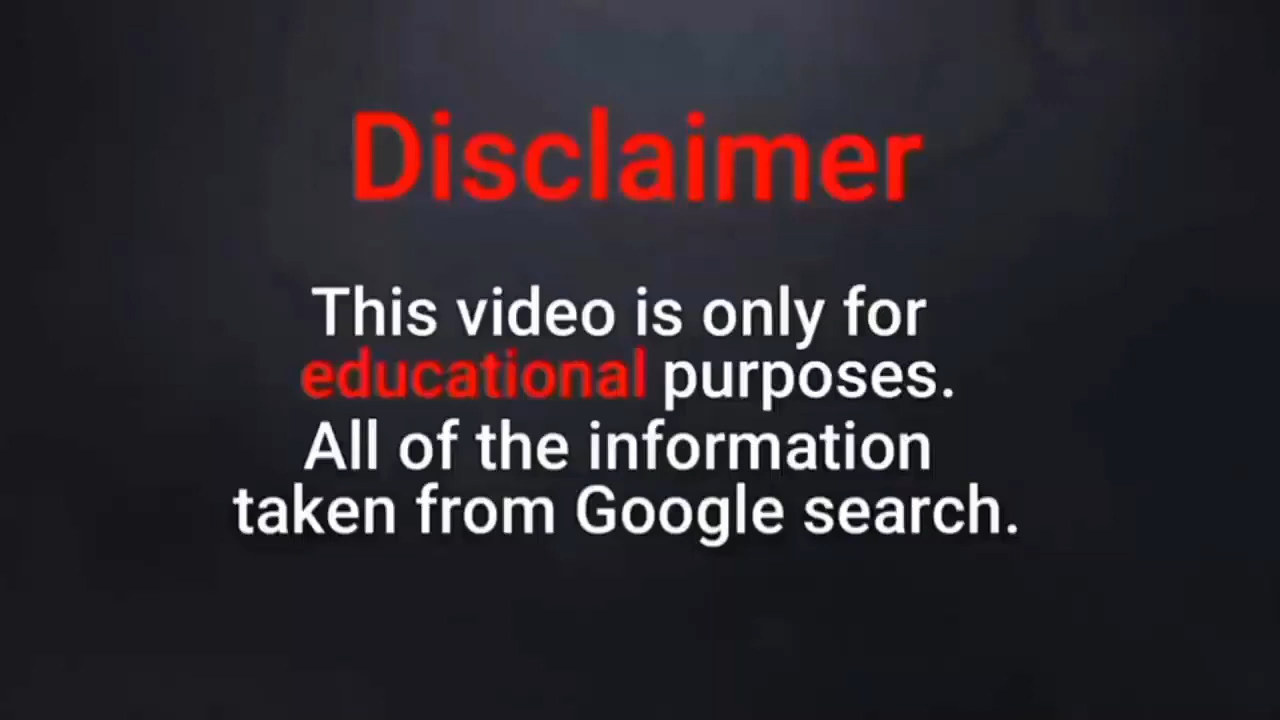 Disclaimer
This video is only for
educational purposes.
All of the information
taken from Google search.